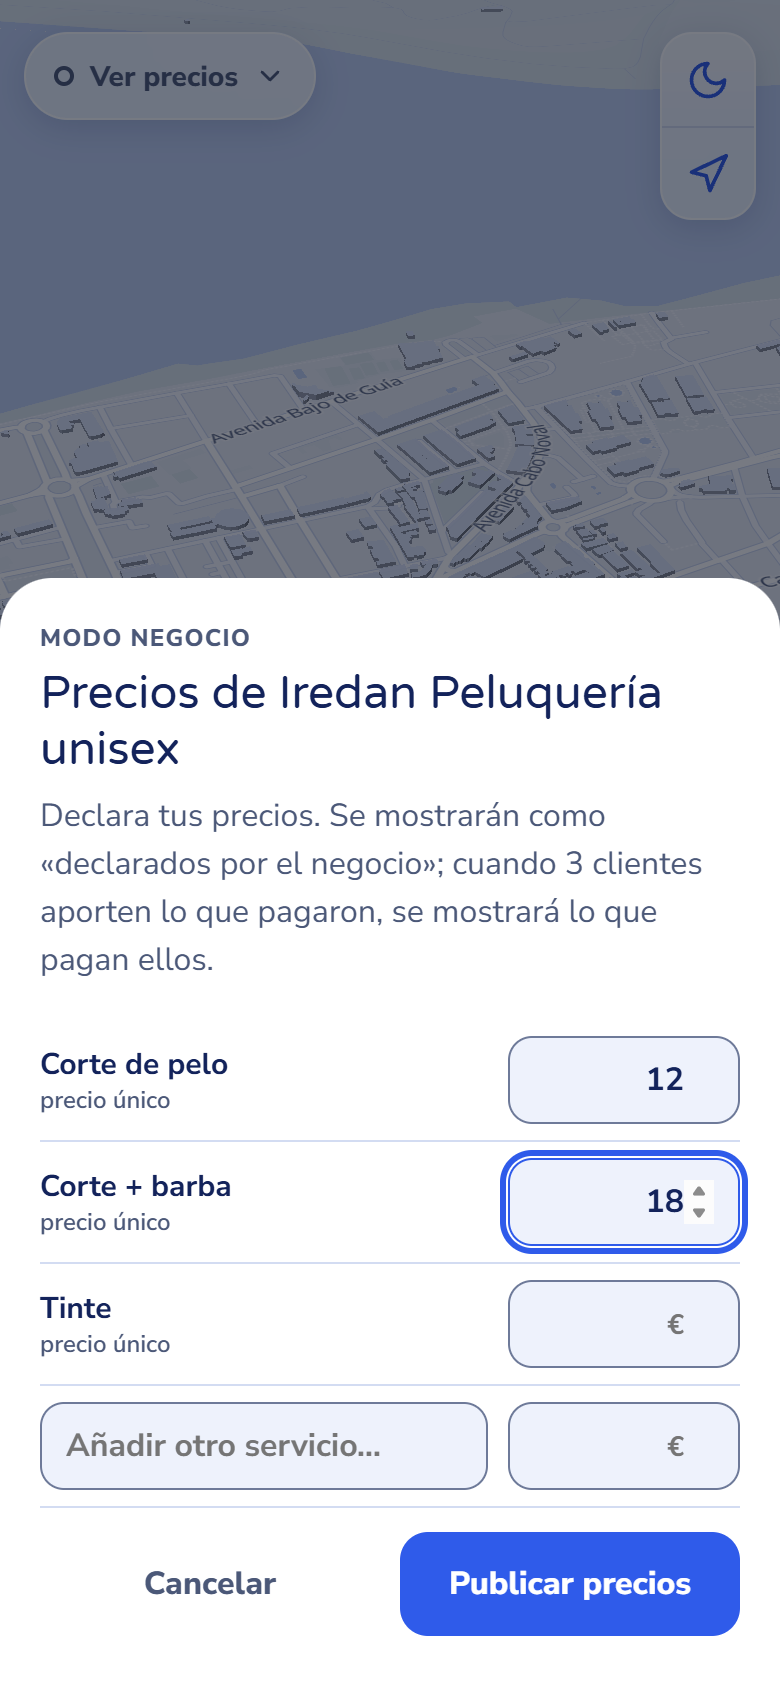 Ver precios
Avenida Bajo de Guía
Avenida Cabo Noval
Ca
MODO NEGOCIO
Precios de Iredan Peluquería
unisex
Declara tus precios. Se mostrarán como
«declarados por el negocio»; cuando 3 clientes
aporten lo que pagaron, se mostrará lo que
pagan ellos.
Corte de pelo
precio único
12
Corte + barba
precio único
18
Tinte
precio único
€
Añadir otro servicio...
€
Cancelar
Publicar precios